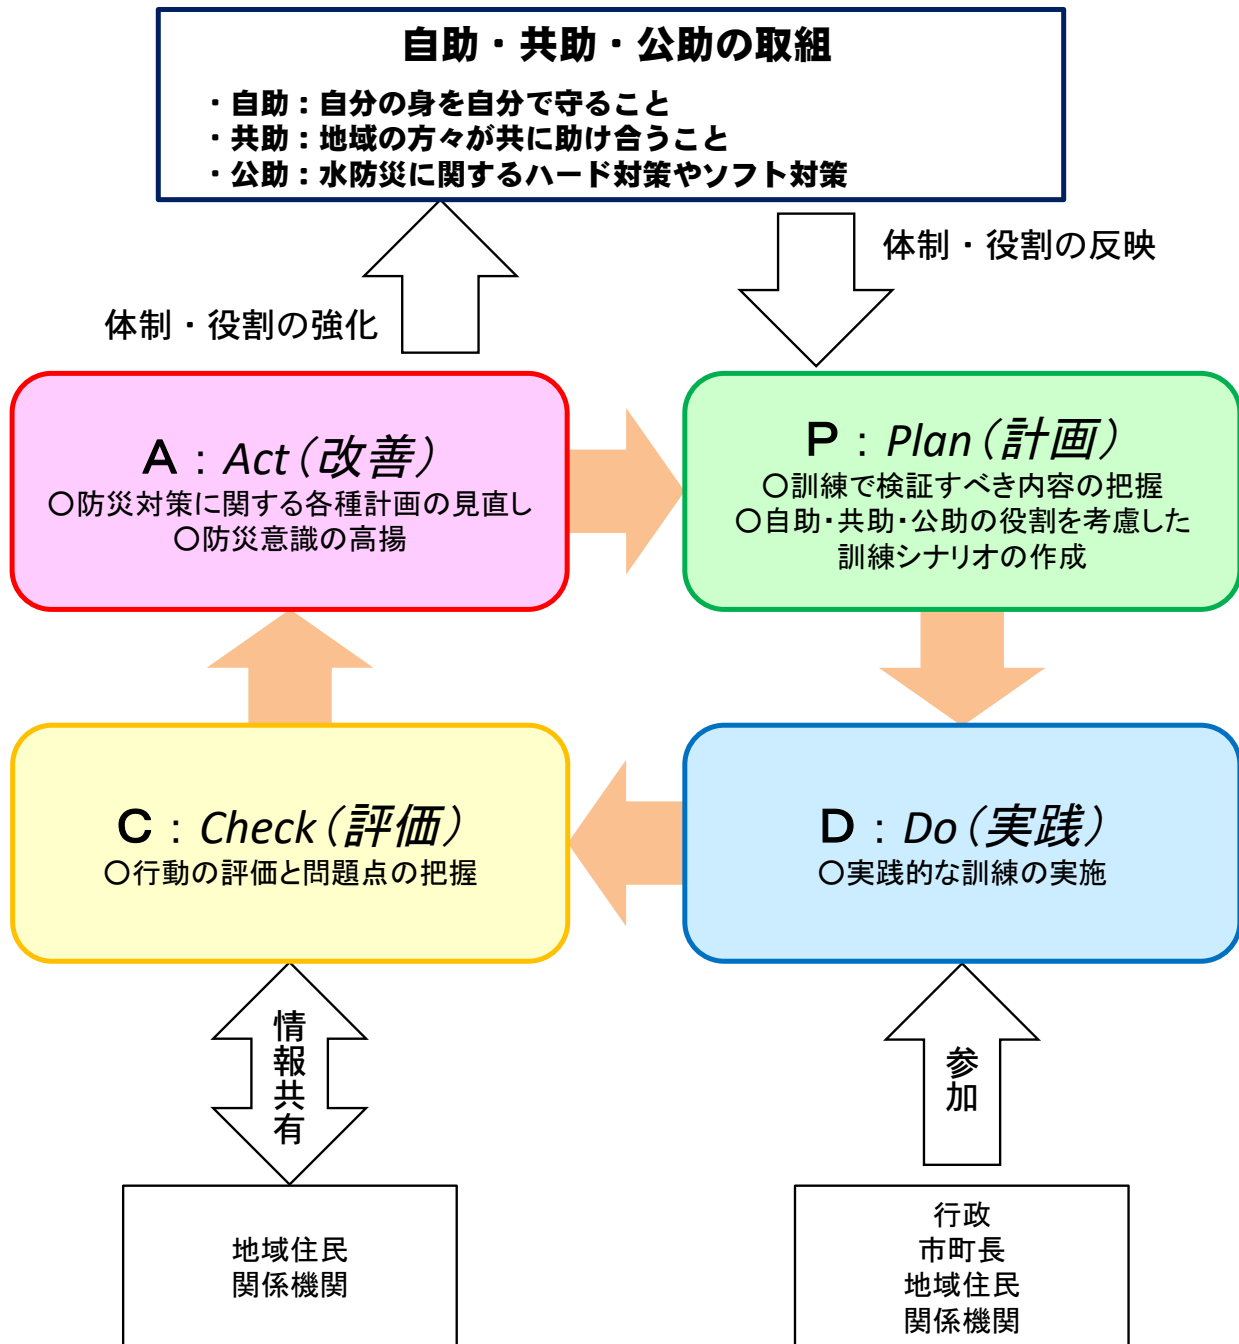 自助・共助・公助の取組
・自助：自分の身を自分で守ること
・共助：地域の方々が共に助け合うこと
・公助：水防災に関するハード対策やソフト対策
体制・役割の反映
体制・役割の強化
A：Act（改善）
〇防災対策に関する各種計画の見直し
〇防災意識の高揚
P：Plan（計画）
〇訓練で検証すべき内容の把握
〇自助・共助・公助の役割を考慮した
訓練シナリオの作成
C：Check（評価）
〇行動の評価と問題点の把握
D：Do（実践）
〇実践的な訓練の実施
情報共有
参加
地域住民
関係機関
行政
市町長
地域住民
関係機関